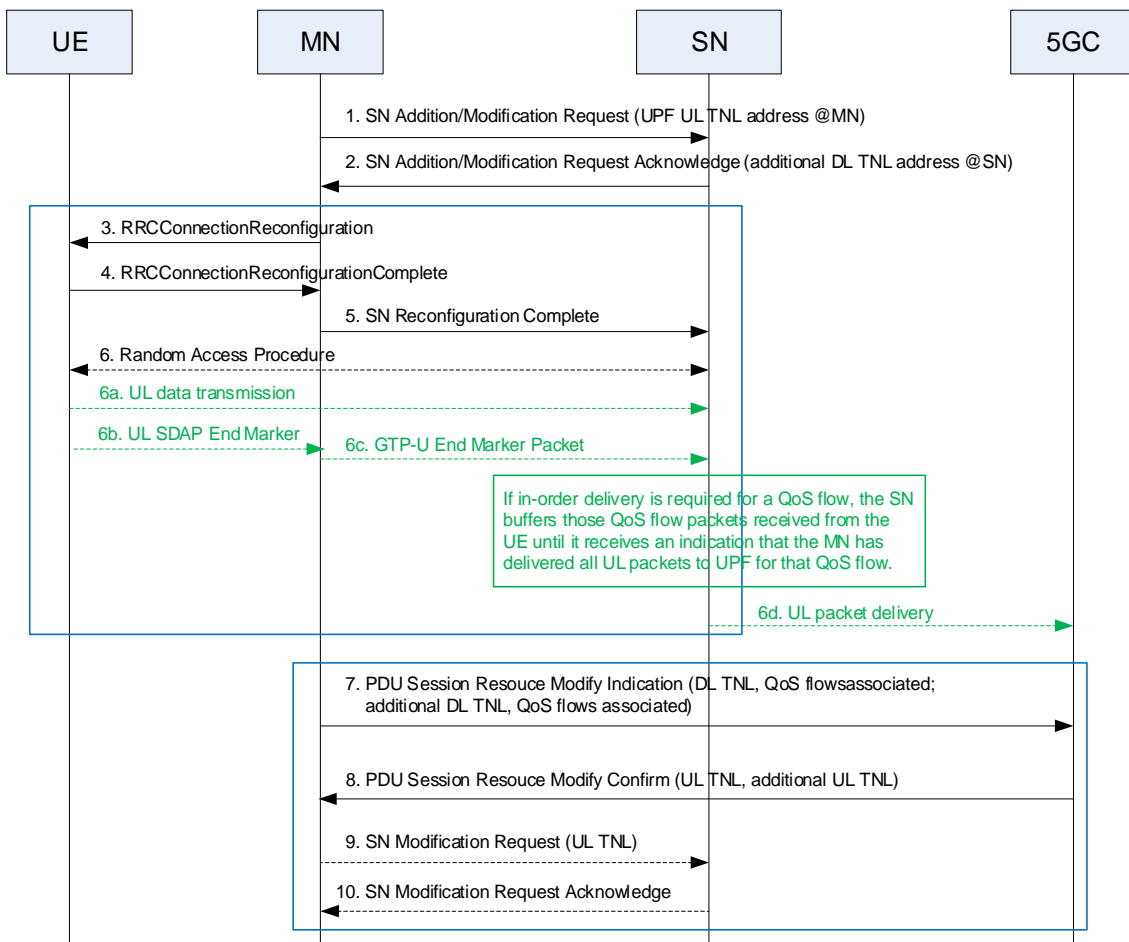 UE
MN
SN
5GC
1. SN Addition/Modification Request (UPF UL TNL address @MN)
2. SN Addition/Modification Request Acknowledge (additional DL TNL address @SN)
3. RRCConnectionReconfiguration
4. RRCConnectionReconfigurationComplete
5. SN Reconfiguration Complete
6. Random Access Procedure
6a. UL data transmission
6b. UL SDAP End Marker
6c. GTP-U End Marker Packet
If in-order delivery is required for a QoS flow, the SN
buffers those QoS flow packets received from the
UE until it receives an indication that the MN has
delivered all UL packets to UPF for that QoS flow.
6d. UL packet delivery
7. PDU Session Resouce Modify Indication (DL TNL, QoS flowsassociated;
additional DL TNL, QoS flows associated)
8. PDU Session Resouce Modify Confirm (UL TNL, additional UL TNL)
9. SN Modification Request (UL TNL)
10. SN Modification Request Acknowledge